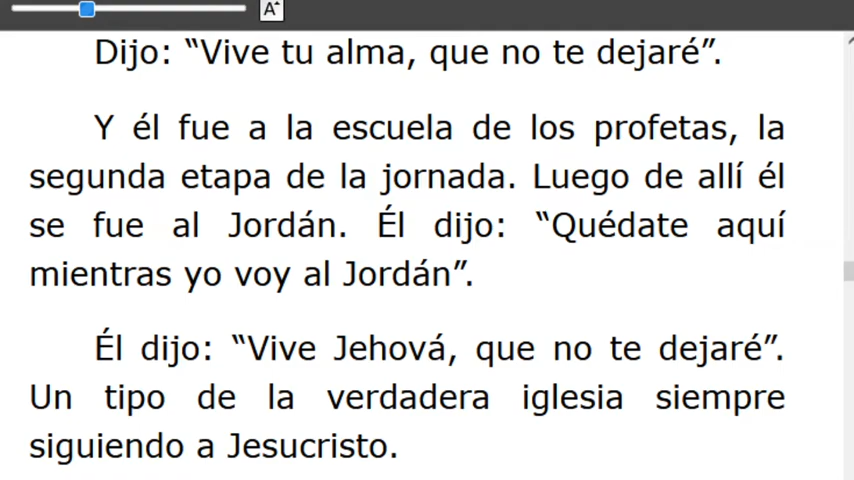 A
Dijo: “Vive tu alma, que no te dejaré”.
Y él fue a la escuela de los profetas, la
segunda etapa de la jornada. Luego de allí él
se fue al Jordán. Él dijo: “Quédate aquí
mientras yo voy al Jordán”.
Él dijo: “Vive Jehová, que no te dejaré”.
Un tipo de la verdadera iglesia siempre
siguiendo a Jesucristo.